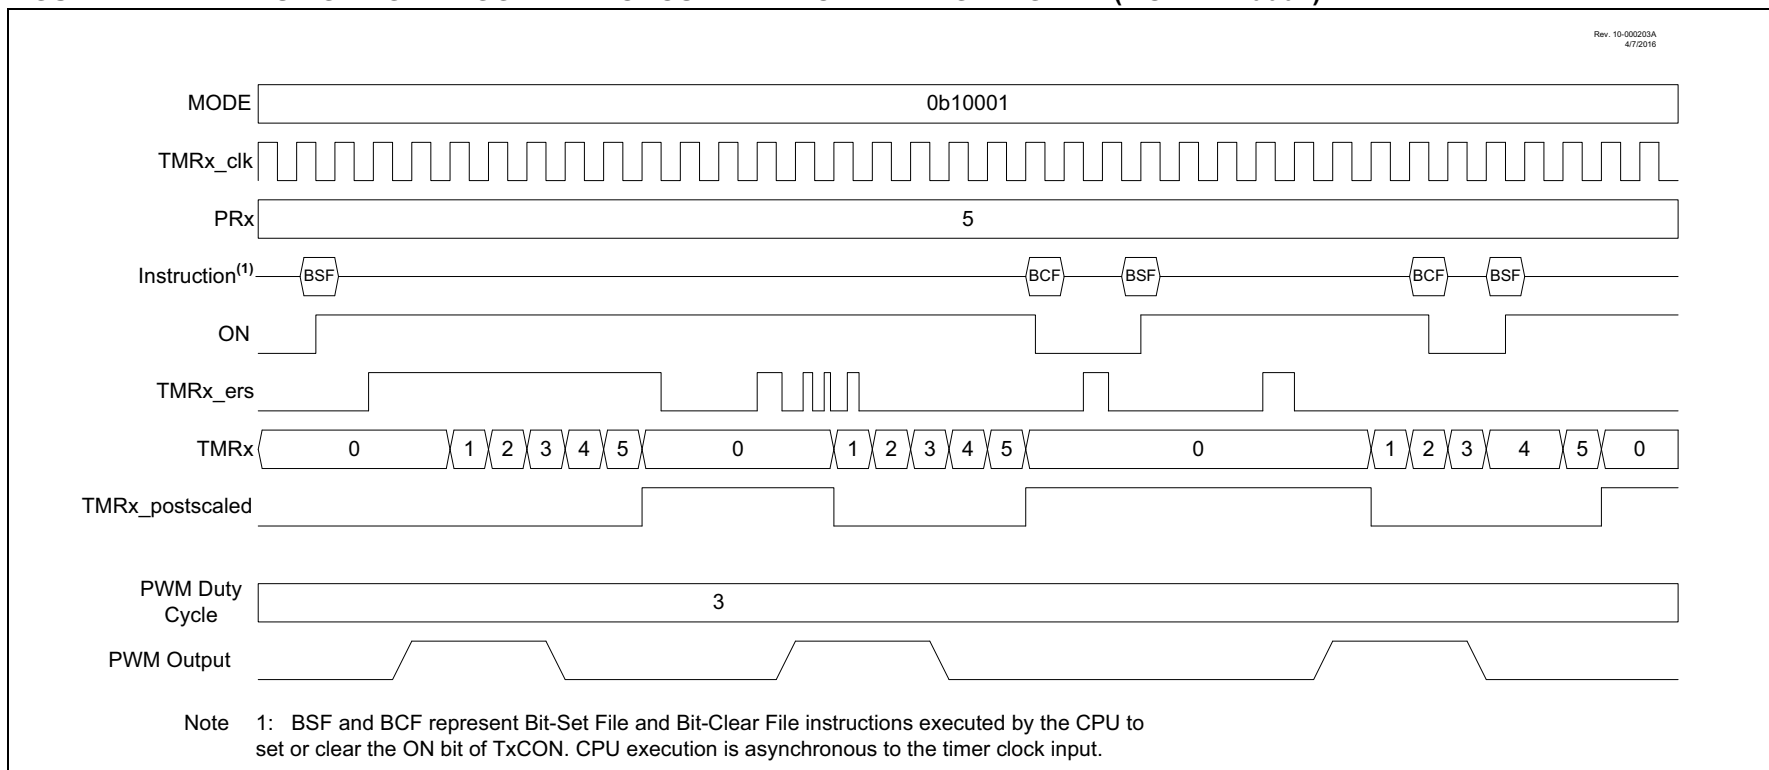 Rev. 10-000203A
4/7/2016
MODE 0b10001
TMRx_clk
PRx 5
Instruction(1) BSF BCF BSF BCF BSF
ON
TMRx_ers
TMRx 0 1 2 3 4 5 0 1 2 3 4 5 0 1 2 3 4 5 0
TMRx_postscaled
PWM Duty
Cycle 3
PWM Output
Note 1: BSF and BCF represent Bit-Set File and Bit-Clear File instructions executed by the CPU to
set or clear the ON bit of TxCON. CPU execution is asynchronous to the timer clock input.